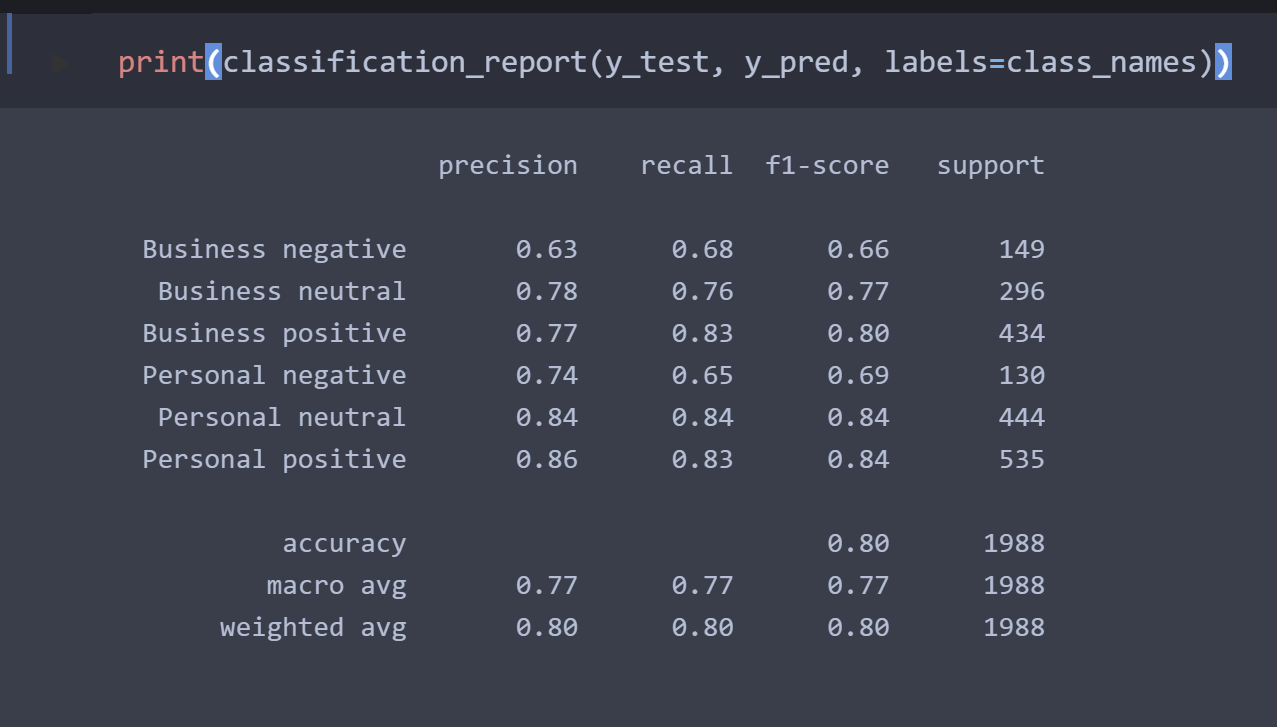 print(classification_report(y_test, y_pred, labels=class_names))
precision recall f1-score support
Business negative 0.63 0.68 0.66 149
Business neutral 0.78 0.76 0.77 296
Business positive 0.77 0.83 0.80 434
Personal negative 0.74 0.65 0.69 130
Personal neutral 0.84 0.84 0.84 444
Personal positive 0.86 0.83 0.84 535
accuracy 0.80 1988
macro avg 0.77 0.77 0.77 1988
weighted avg 0.80 0.80 0.80 1988